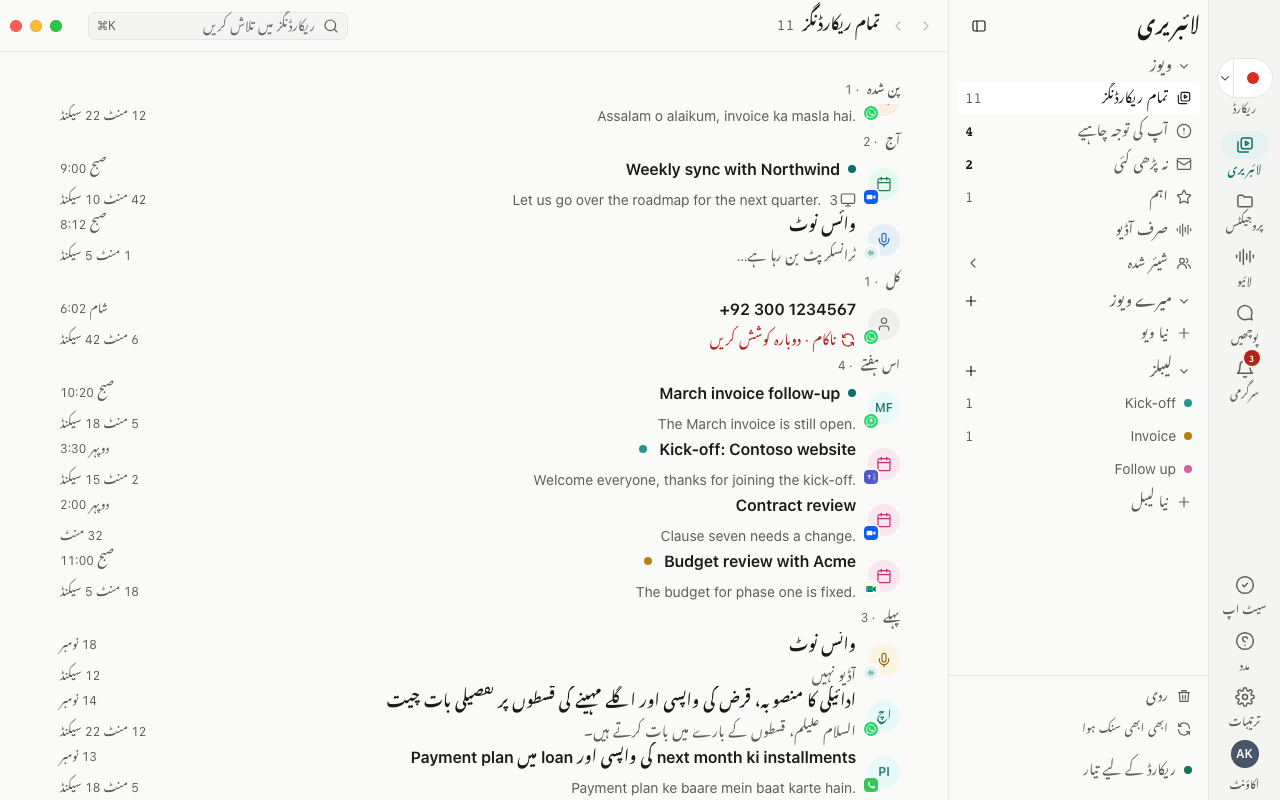 ریکارڈ
لائبریری
پروجیکٹس
لائیو
پوچھیں
3
سرگرمی
سیٹ اپ
مدد
ترتیبات
AK
اکاؤنٹ
لائبریری
ویوز
تمام ریکارڈنگز 11
آپ کی توجہ چاہیے 4
نہ پڑھی گئی 2
اہم 1
صرف آڈیو
شیئر شدہ
میرے ویوز
نیا ویو
لیبلز
Kick-off 1
Invoice 1
Follow up
نیا لیبل
ردی
ابھی ابھی سنک ہوا
ریکارڈ کے لیے تیار
تمام ریکارڈنگز 11
ریکارڈنگز میں تلاش کریں ⌘K
پن شدہ · 1
Assalam o alaikum, invoice ka masla hai.
12 منٹ 22 سیکنڈ
آج · 2
Weekly sync with Northwind
9:00 صبح
3 Let us go over the roadmap for the next quarter.
42 منٹ 10 سیکنڈ
وائس نوٹ
8:12 صبح
ٹرانسکرپٹ بن رہا ہے…
1 منٹ 5 سیکنڈ
کل · 1
+92 300 1234567
6:02 شام
ناکام · دوبارہ کوشش کریں
6 منٹ 42 سیکنڈ
اس ہفتے · 4
MF
March invoice follow-up
10:20 صبح
The March invoice is still open.
5 منٹ 18 سیکنڈ
Kick-off: Contoso website
3:30 دوپہر
Welcome everyone, thanks for joining the kick-off.
2 منٹ 15 سیکنڈ
Contract review
2:00 دوپہر
Clause seven needs a change.
32 منٹ
Budget review with Acme
11:00 صبح
The budget for phase one is fixed.
18 منٹ 5 سیکنڈ
پہلے · 3
وائس نوٹ
18 نومبر
آڈیو نہیں
12 سیکنڈ
اچ
ادائیگی کا منصوبہ، قرض کی واپسی اور اگلے مہینے کی قسطوں پر تفصیلی بات چیت
14 نومبر
السلام علیکم، قسطوں کے بارے میں بات کرتے ہیں۔
12 منٹ 22 سیکنڈ
PI
Payment plan میں loan کی واپسی اور next month ki installments
13 نومبر
Payment plan ke baare mein baat karte hain.
5 منٹ 18 سیکنڈ